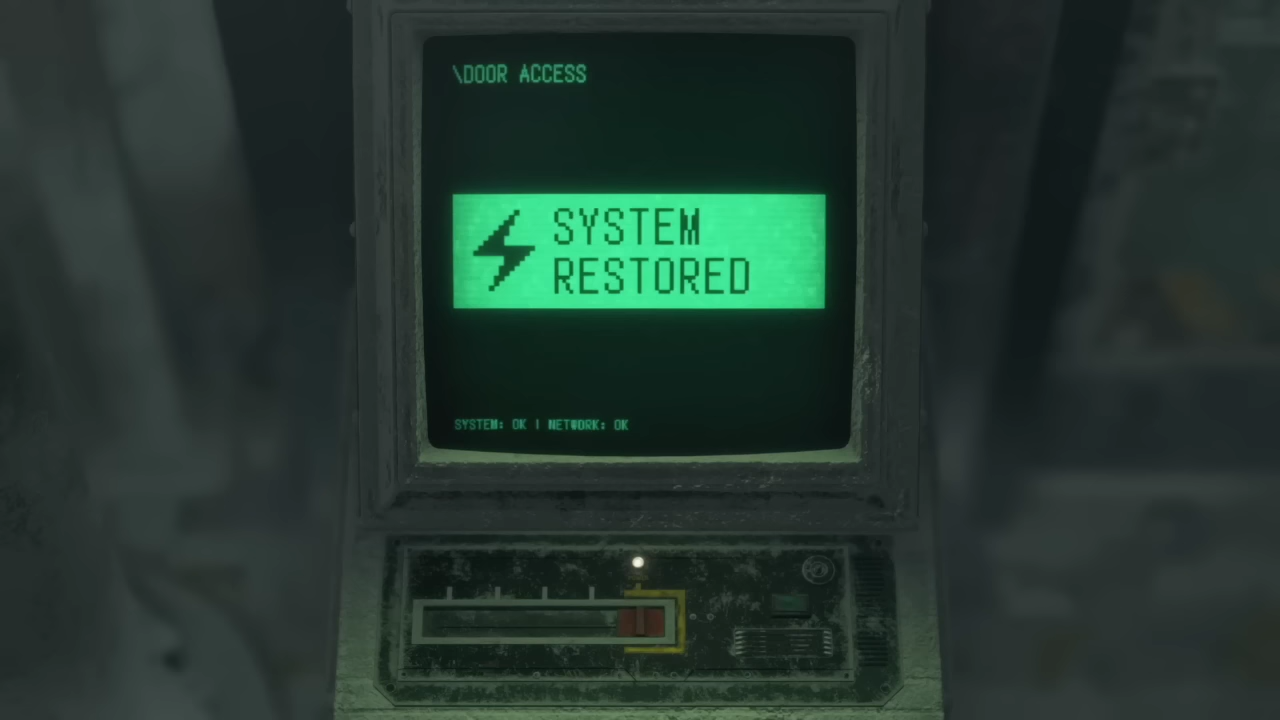 \DOOR ACCESS
SYSTEM
RESTORED
SYSTEM: OK | NETWORK: OK